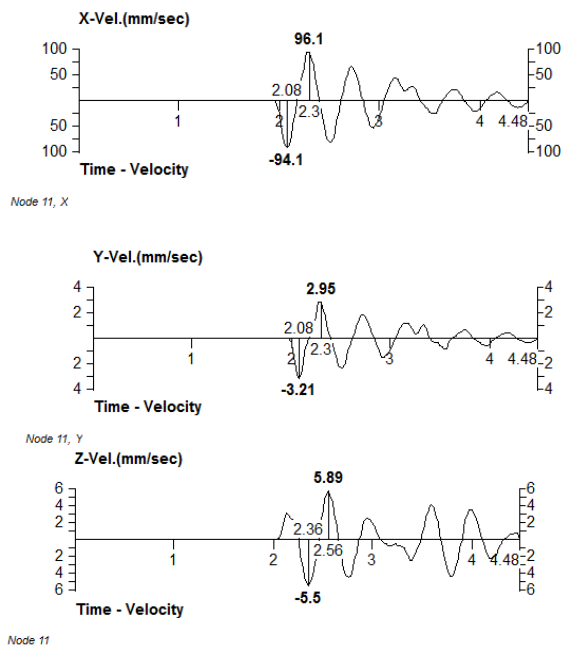 X-Vel.(mm/sec)
96.1
100 100
50 50
2.08
2.3
1 2 3 4 4.48
50 50
100 100
-94.1
Time - Velocity
Node 11, X
Y-Vel.(mm/sec)
2.95
4 4
2 2
2.08
2.3
1 2 3 4 4.48
2 2
4 4
-3.21
Time - Velocity
Node 11, Y
Z-Vel.(mm/sec)
5.89
6 6
4 4
2 2
2.36
2.56
1 2 3 4 4.48
2 2
4 4
6 6
-5.5
Time - Velocity
Node 11